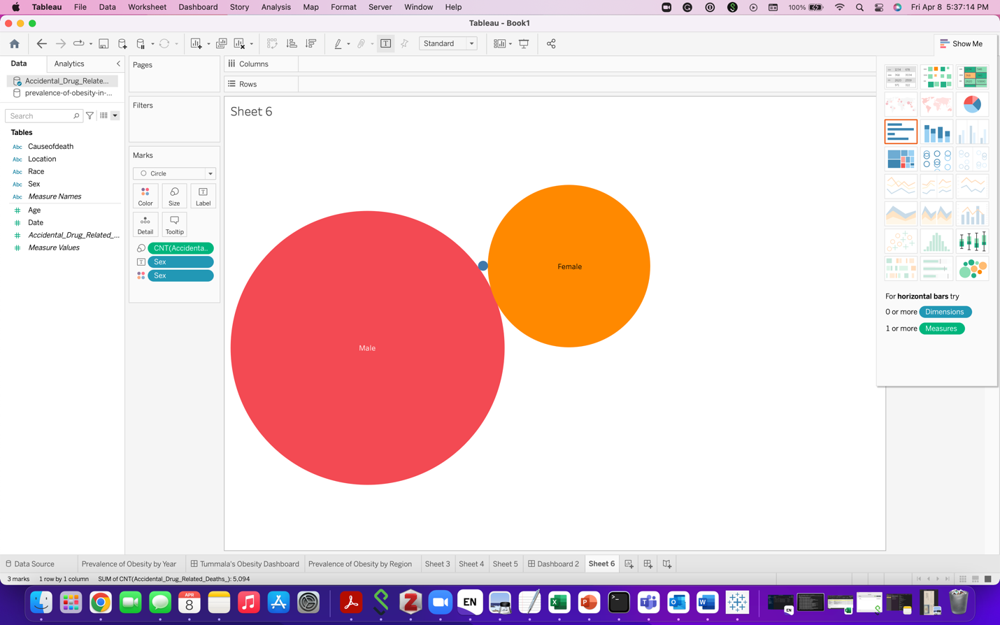 Tableau File Data Worksheet Dashboard Story Analysis Map Format Server Window Help 100% Fri Apr 8 5:37:14 PM
Tableau - Book1
Standard
Show Me
Data Analytics
Accidental_Drug_Relate...
prevalence-of-obesity-in-...
Search
Tables
Abc Causeofdeath
Abc Location
Abc Race
Abc Sex
Abc Measure Names
Age
Date
Accidental_Drug_Related_...
Measure Values
Pages
Filters
Marks
Circle
Color Size Label
Detail Tooltip
CNT(Accidenta..
Sex
Sex
Columns
Rows
Sheet 6
Male
Female
For horizontal bars try
0 or more Dimensions
1 or more Measures
Data Source Prevalence of Obesity by Year Tummala's Obesity Dashboard Prevalence of Obesity by Region Sheet 3 Sheet 4 Sheet 5 Dashboard 2 Sheet 6
3 marks 1 row by 1 column SUM of CNT(Accidental_Drug_Related_Deaths_): 5,094
APR
8
EN